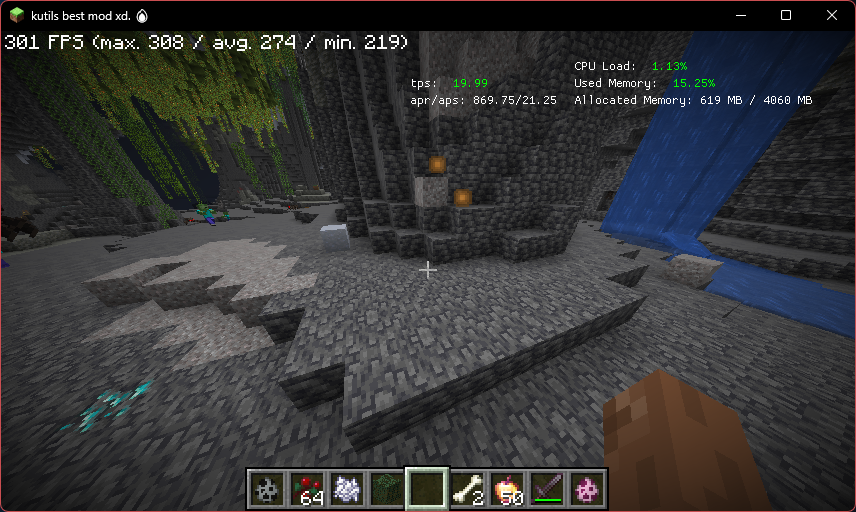 kutils best mod xd.
301 FPS (max. 308 / avg. 274 / min. 219)
CPU Load: 1.13%
tps: 19.99 Used Memory: 15.25%
apr/aps: 869.75/21.25 Allocated Memory: 619 MB / 4060 MB
64 2 50